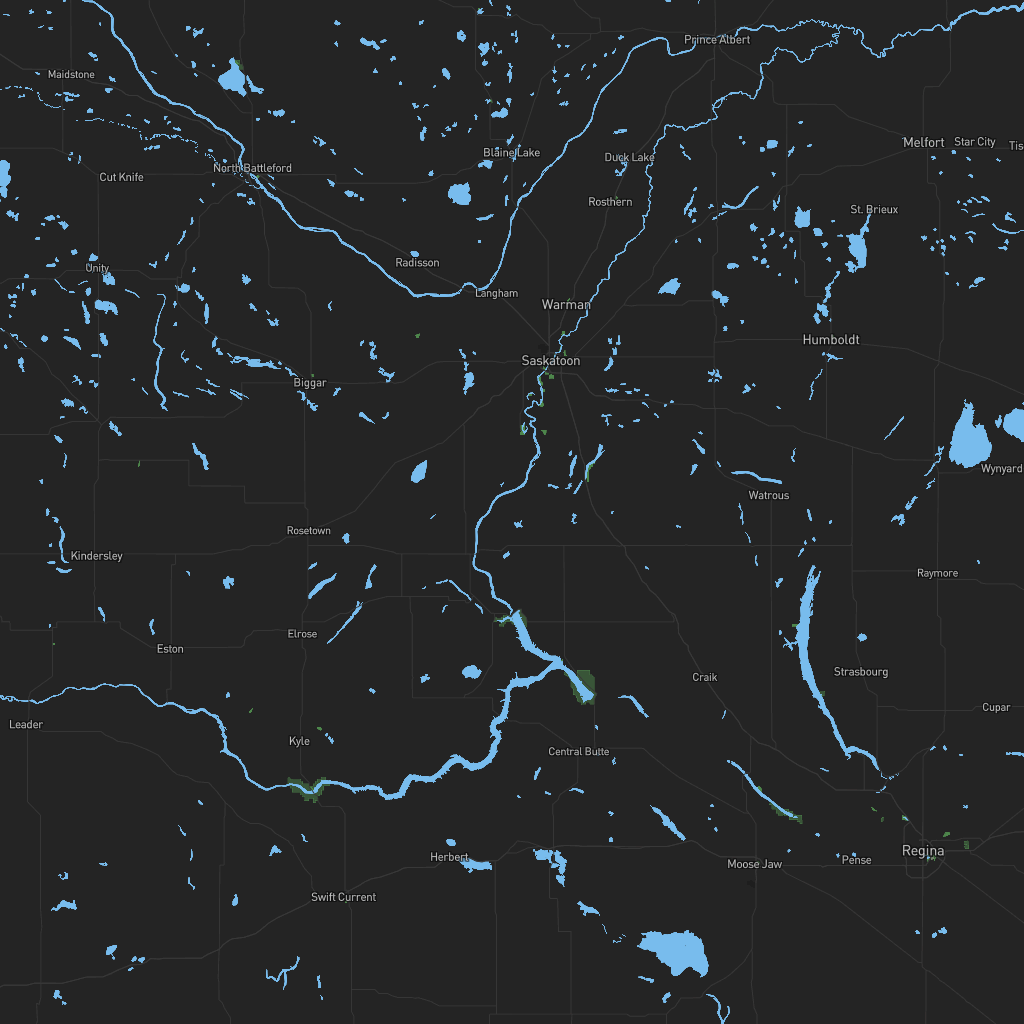 Prince Albert
Maidstone
Melfort
Star City
Tis
Blaine Lake
Duck Lake
North Battleford
Cut Knife
Rosthern
St. Brieux
Radisson
Unity
Langham
Warman
Humboldt
Saskatoon
Biggar
Wynyard
Watrous
Rosetown
Kindersley
Raymore
Elrose
Eston
Strasbourg
Craik
Cupar
Leader
Kyle
Central Butte
Regina
Herbert
Pense
Moose Jaw
Swift Current